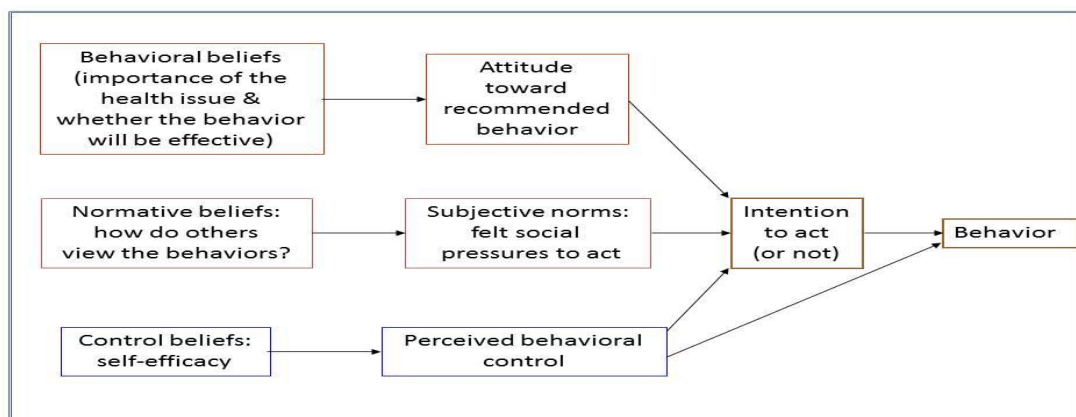 Behavioral beliefs
(importance of the
health issue &
whether the behavior
will be effective)
Attitude
toward
recommended
behavior
Normative beliefs:
how do others
view the behaviors?
Subjective norms:
felt social
pressures to act
Intention
to act
(or not)
Behavior
Control beliefs:
self-efficacy
Perceived behavioral
control